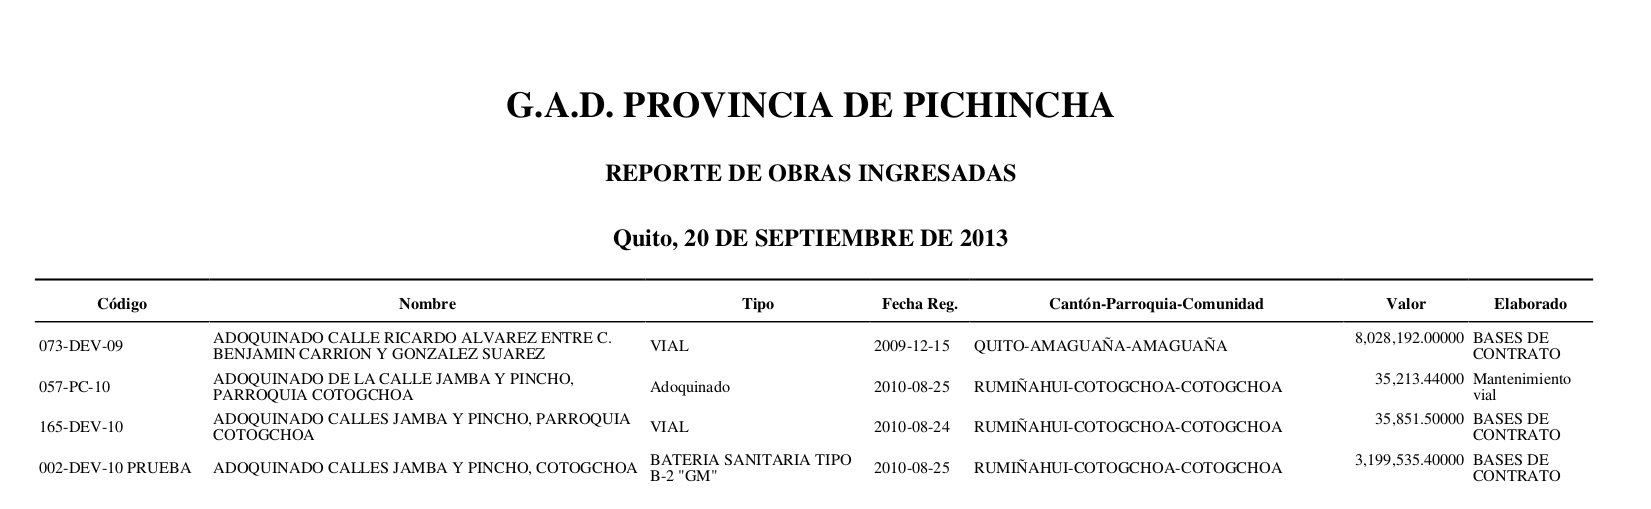 G.A.D. PROVINCIA DE PICHINCHA
REPORTE DE OBRAS INGRESADAS
Quito, 20 DE SEPTIEMBRE DE 2013
Código Nombre Tipo Fecha Reg. Cantón-Parroquia-Comunidad Valor Elaborado
073-DEV-09 ADOQUINADO CALLE RICARDO ALVAREZ ENTRE C. VIAL 2009-12-15 QUITO-AMAGUAÑA-AMAGUAÑA 8,028,192.00000 BASES DE
BENJAMIN CARRION Y GONZALEZ SUAREZ CONTRATO
057-PC-10 ADOQUINADO DE LA CALLE JAMBA Y PINCHO, Adoquinado 2010-08-25 RUMIÑAHUI-COTOGCHOA-COTOGCHOA 35,213.44000 Mantenimiento
PARROQUIA COTOGCHOA vial
165-DEV-10 ADOQUINADO CALLES JAMBA Y PINCHO, PARROQUIA VIAL 2010-08-24 RUMIÑAHUI-COTOGCHOA-COTOGCHOA 35,851.50000 BASES DE
COTOGCHOA CONTRATO
002-DEV-10 PRUEBA ADOQUINADO CALLES JAMBA Y PINCHO, COTOGCHOA BATERIA SANITARIA TIPO 2010-08-25 RUMIÑAHUI-COTOGCHOA-COTOGCHOA 3,199,535.40000 BASES DE
B-2 "GM" CONTRATO